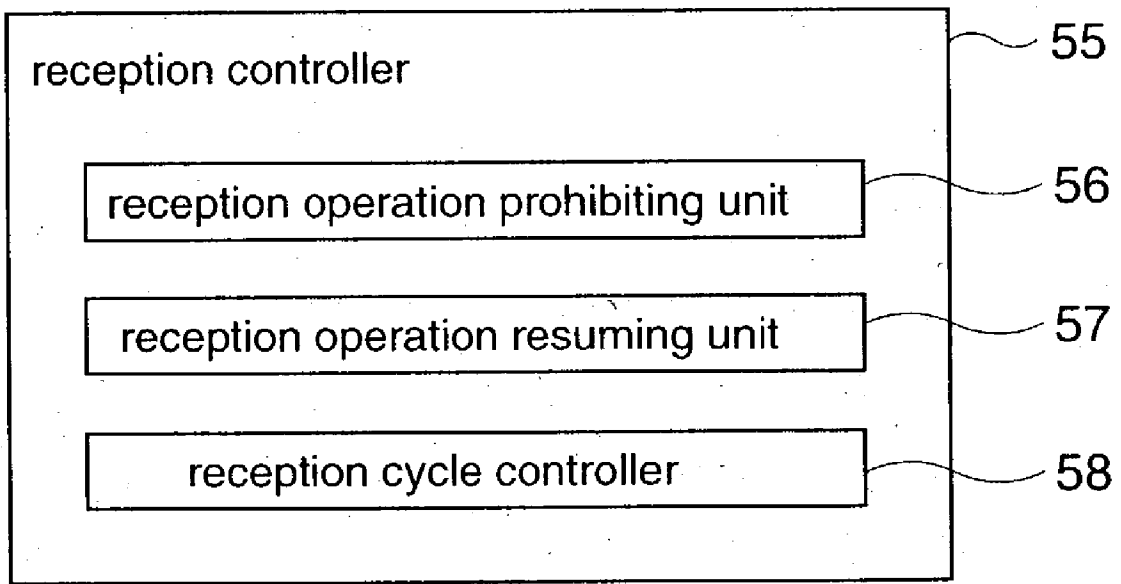 reception controller 55
reception operation prohibiting unit 56
reception operation resuming unit 57
reception cycle controller 58